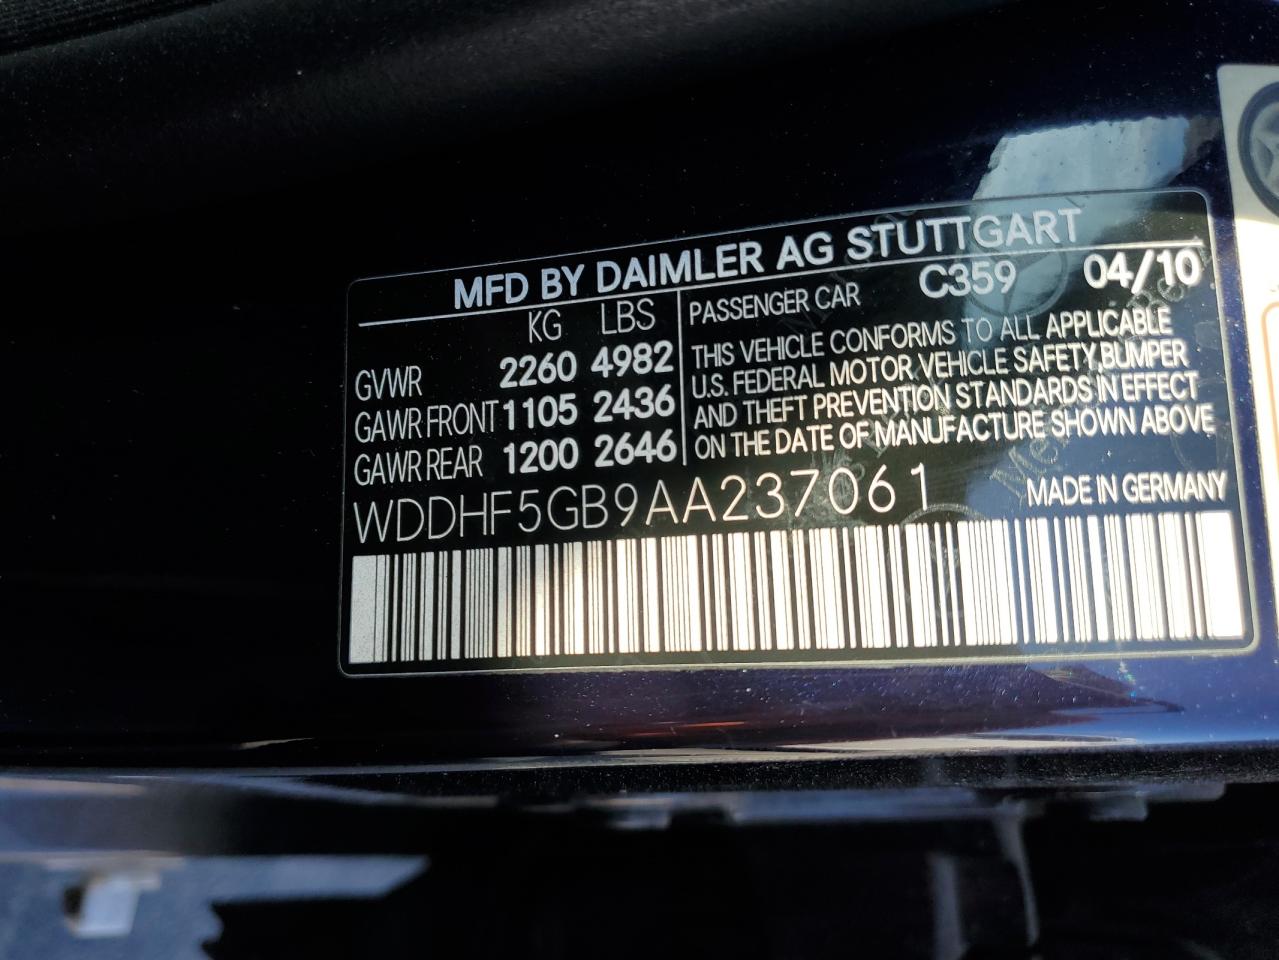 MFD BY DAIMLER AG STUTTGART
C359 04/10
KG LBS
GVWR 2260 4982
GAWR FRONT 1105 2436
GAWR REAR 1200 2646
PASSENGER CAR
THIS VEHICLE CONFORMS TO ALL APPLICABLE
U.S. FEDERAL MOTOR VEHICLE SAFETY,BUMPER
AND THEFT PREVENTION STANDARDS IN EFFECT
ON THE DATE OF MANUFACTURE SHOWN ABOVE
WDDHF5GB9AA237061 MADE IN GERMANY